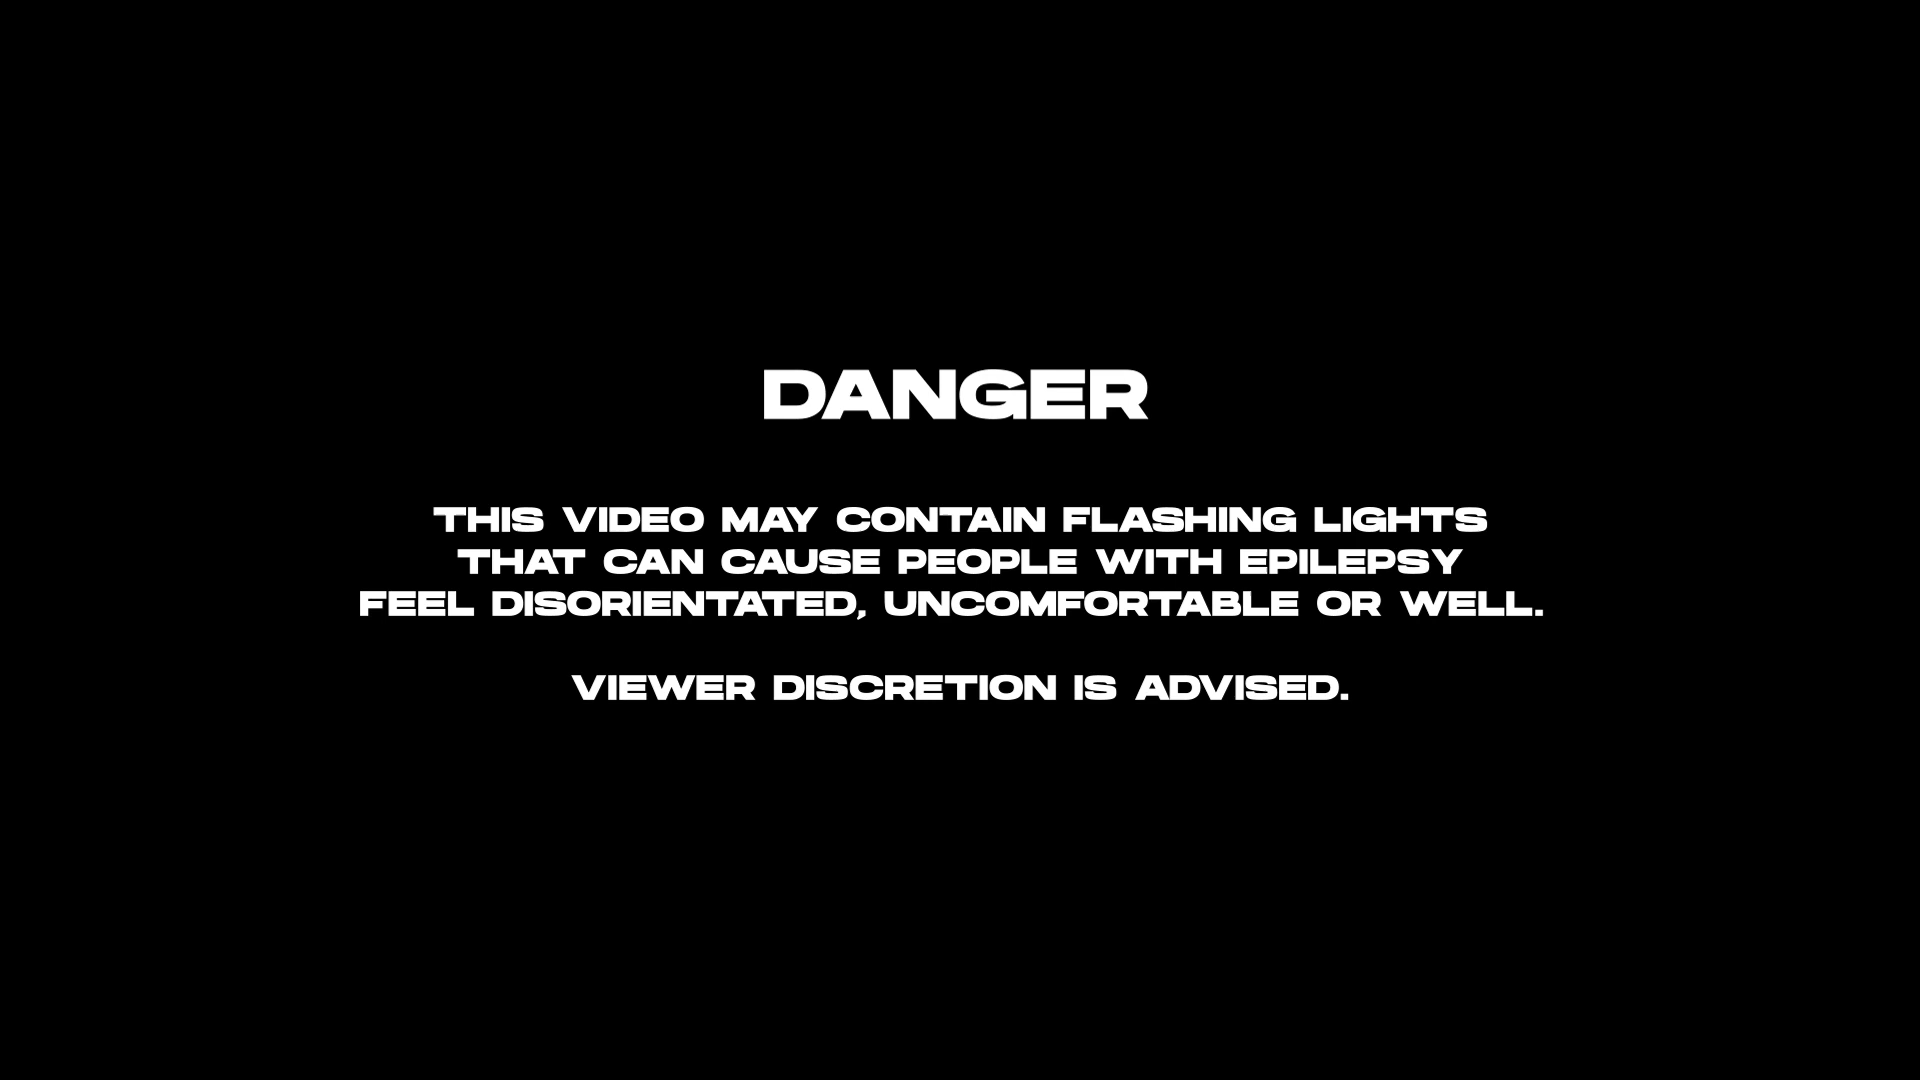 DANGER
THIS VIDEO MAY CONTAIN FLASHING LIGHTS
THAT CAN CAUSE PEOPLE WITH EPILEPSY
FEEL DISORIENTATED, UNCOMFORTABLE OR WELL.
VIEWER DISCRETION IS ADVISED.